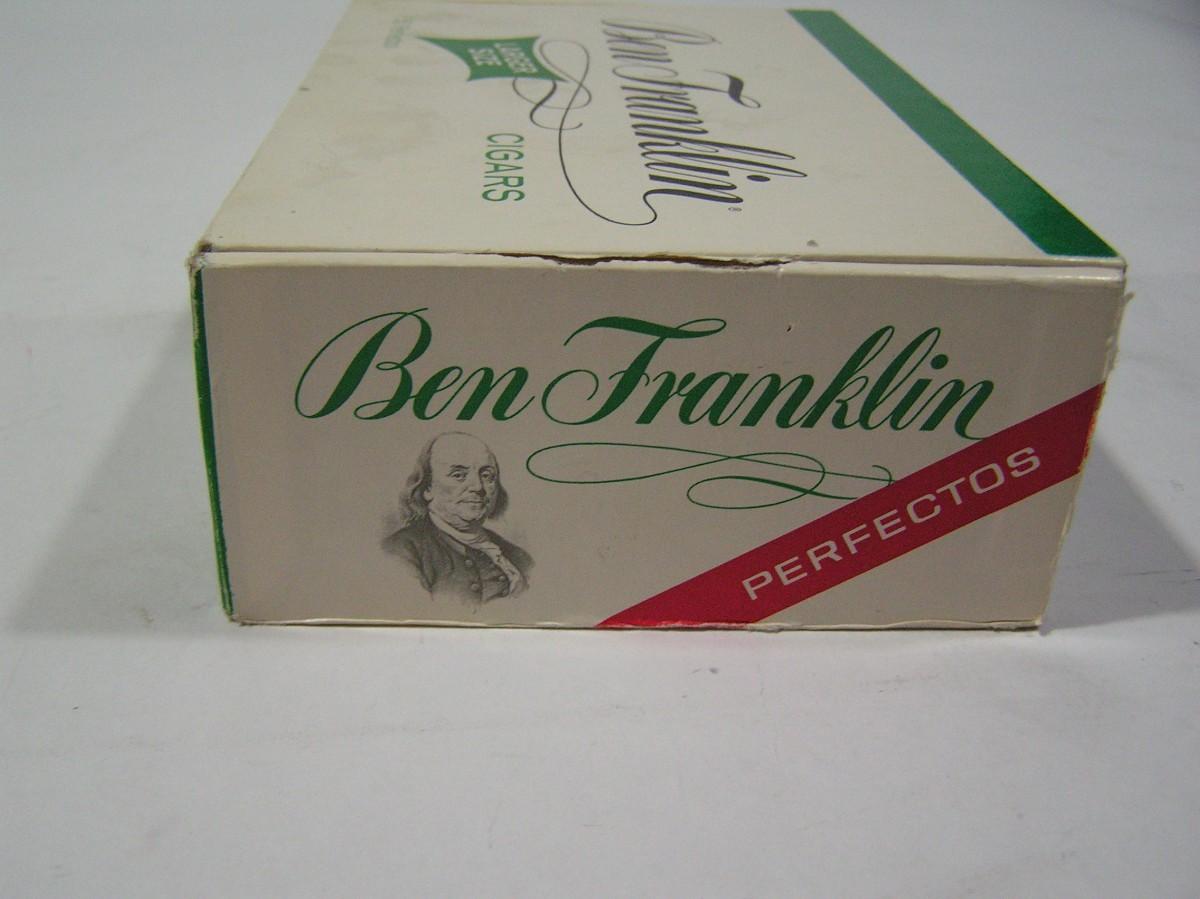 Ben Franklin®
LARGER
SIZE
CIGARS
Ben Franklin
PERFECTOS